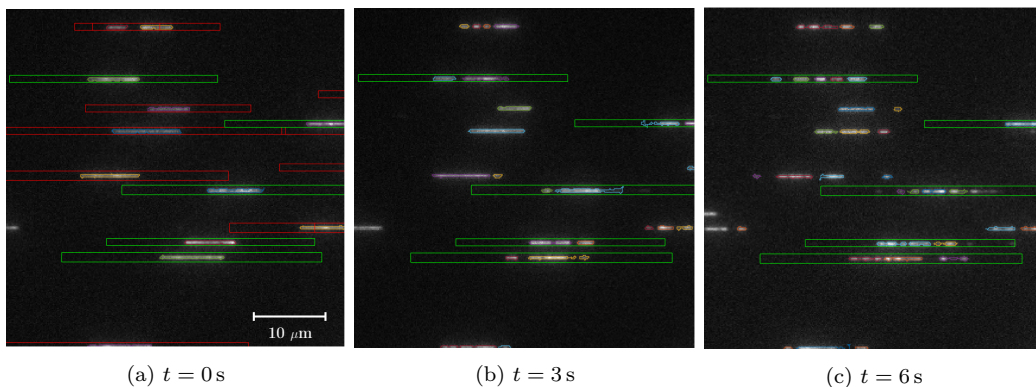 10 μm
(a) t = 0 s
(b) t = 3 s
(c) t = 6 s